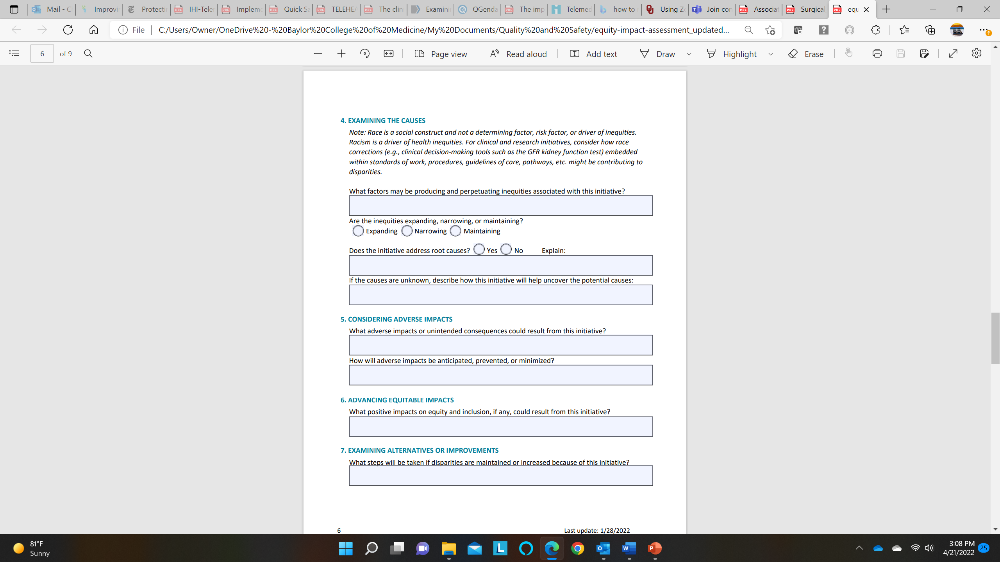 Mail - C
Improvi
Protecti
IHI-Teler
Impleme
Quick Sa
TELEHEA
The clini
Examini
QGenda
The imp
Telemed
how to
Using Zo
Join con
Associat
Surgical
equ
File
C:/Users/Owner/OneDrive%20-%20Baylor%20College%20of%20Medicine/My%20Documents/Quality%20and%20Safety/equity-impact-assessment_updated...
6 of 9
Page view
Read aloud
Add text
Draw
Highlight
Erase
4. EXAMINING THE CAUSES
Note: Race is a social construct and not a determining factor, risk factor, or driver of inequities.
Racism is a driver of health inequities. For clinical and research initiatives, consider how race
corrections (e.g., clinical decision-making tools such as the GFR kidney function test) embedded
within standards of work, procedures, guidelines of care, pathways, etc. might be contributing to
disparities.
What factors may be producing and perpetuating inequities associated with this initiative?
Are the inequities expanding, narrowing, or maintaining?
Expanding Narrowing Maintaining
Does the initiative address root causes? Yes No Explain:
If the causes are unknown, describe how this initiative will help uncover the potential causes:
5. CONSIDERING ADVERSE IMPACTS
What adverse impacts or unintended consequences could result from this initiative?
How will adverse impacts be anticipated, prevented, or minimized?
6. ADVANCING EQUITABLE IMPACTS
What positive impacts on equity and inclusion, if any, could result from this initiative?
7. EXAMINING ALTERNATIVES OR IMPROVEMENTS
What steps will be taken if disparities are maintained or increased because of this initiative?
6 Last update: 1/28/2022
81°F
Sunny
3:08 PM
4/21/2022
25